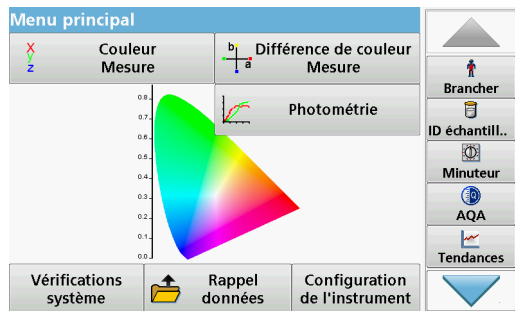 Menu principal
X
y
z
Couleur
Mesure
b
a
Différence de couleur
Mesure
Photométrie
0.8
0.7
0.6
0.5
0.4
0.3
0.2
0.1
0.0
Vérifications
système
Rappel
données
Configuration
de l'instrument
Brancher
ID échantill..
Minuteur
AQA
Tendances